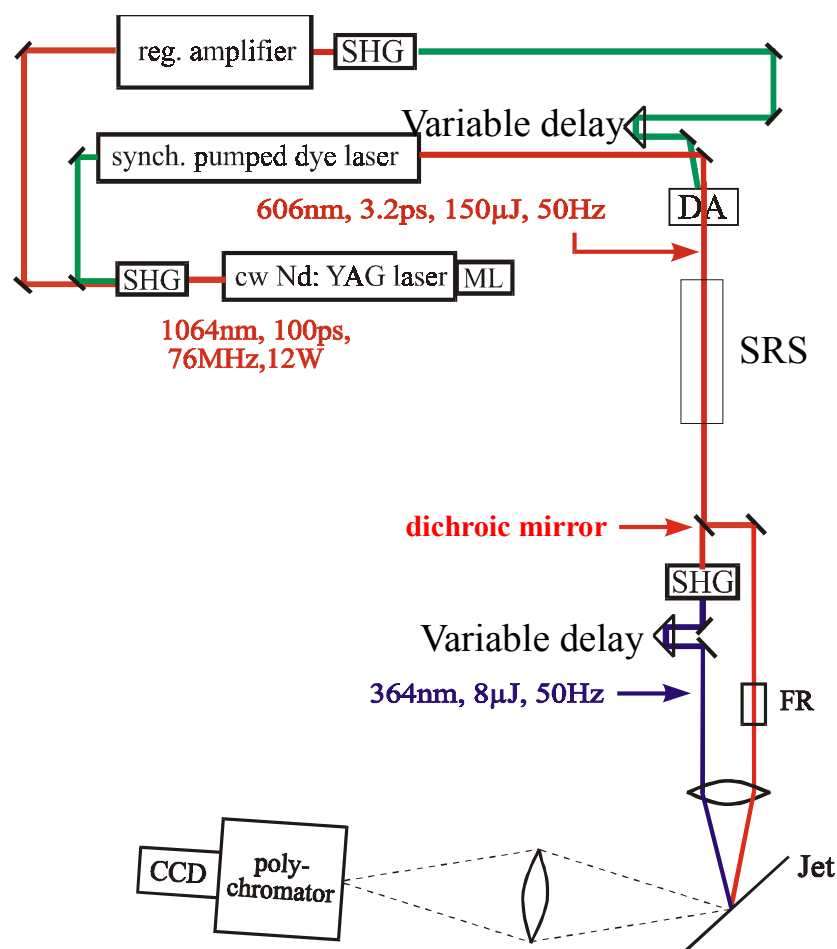 reg. amplifier
SHG
Variable delay
synch. pumped dye laser
606nm, 3.2ps, 150µJ, 50Hz
DA
SHG
cw Nd: YAG laser
ML
1064nm, 100ps,
76MHz,12W
SRS
dichroic mirror
SHG
Variable delay
364nm, 8µJ, 50Hz
FR
Jet
CCD
poly-
chromator